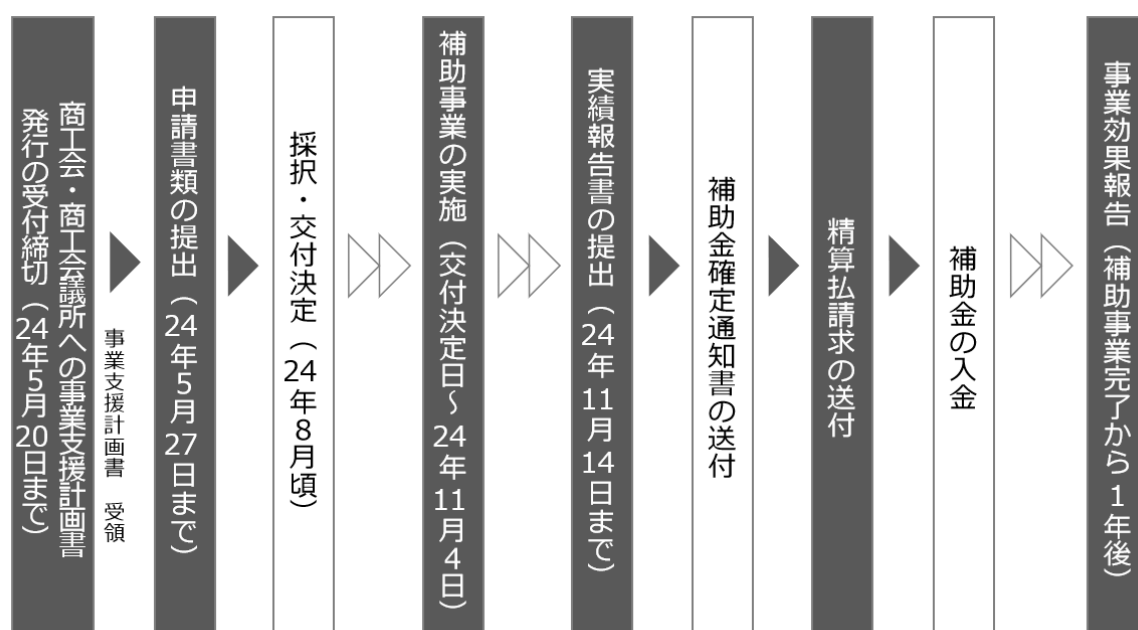 商工会・商工会議所への事業支援計画書
発行の受付締切（24年5月20日まで）
事業支援計画書　受領
申請書類の提出（24年5月27日まで）
採択・交付決定（24年8月頃）
補助事業の実施（交付決定日～24年11月4日）
実績報告書の提出（24年11月14日まで）
補助金確定通知書の送付
精算払請求の送付
補助金の入金
事業効果報告（補助事業完了から1年後）